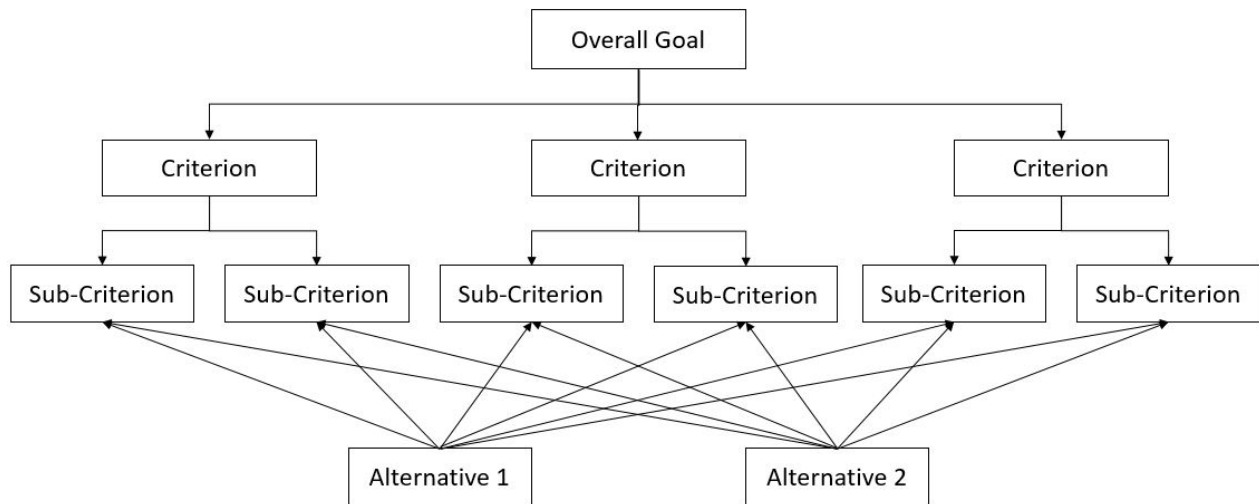 Overall Goal
Criterion
Criterion
Criterion
Sub-Criterion
Sub-Criterion
Sub-Criterion
Sub-Criterion
Sub-Criterion
Sub-Criterion
Alternative 1
Alternative 2